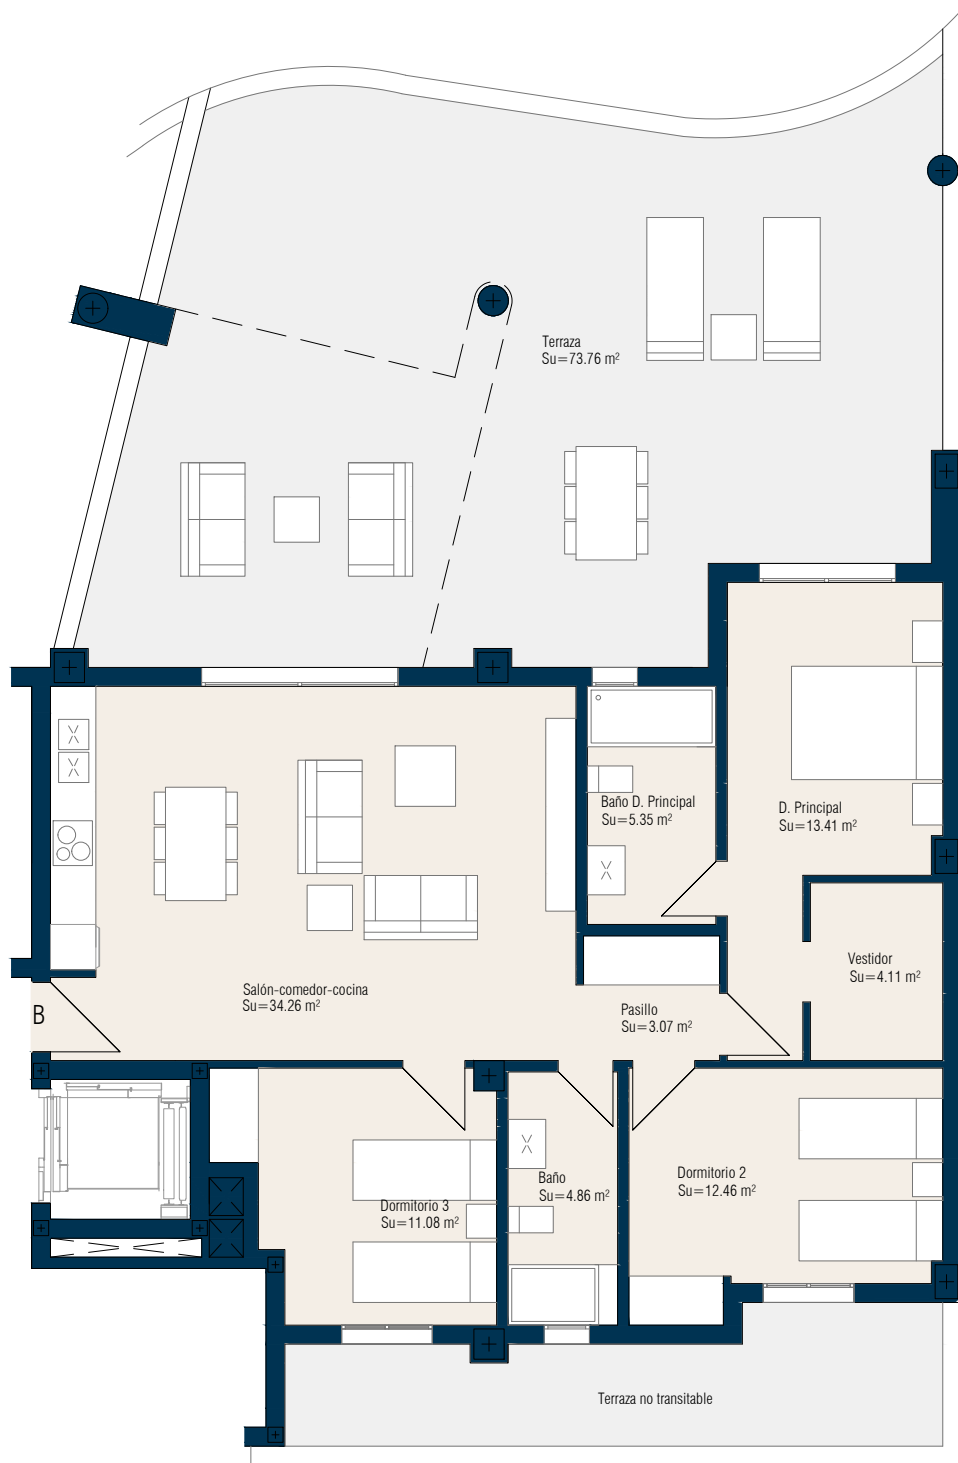 Terraza
Su=73.76 m²
Baño D. Principal
Su=5.35 m²
D. Principal
Su=13.41 m²
Vestidor
Su=4.11 m²
Salón-comedor-cocina
Su=34.26 m²
B
Pasillo
Su=3.07 m²
Dormitorio 3
Su=11.08 m²
Baño
Su=4.86 m²
Dormitorio 2
Su=12.46 m²
Terraza no transitable